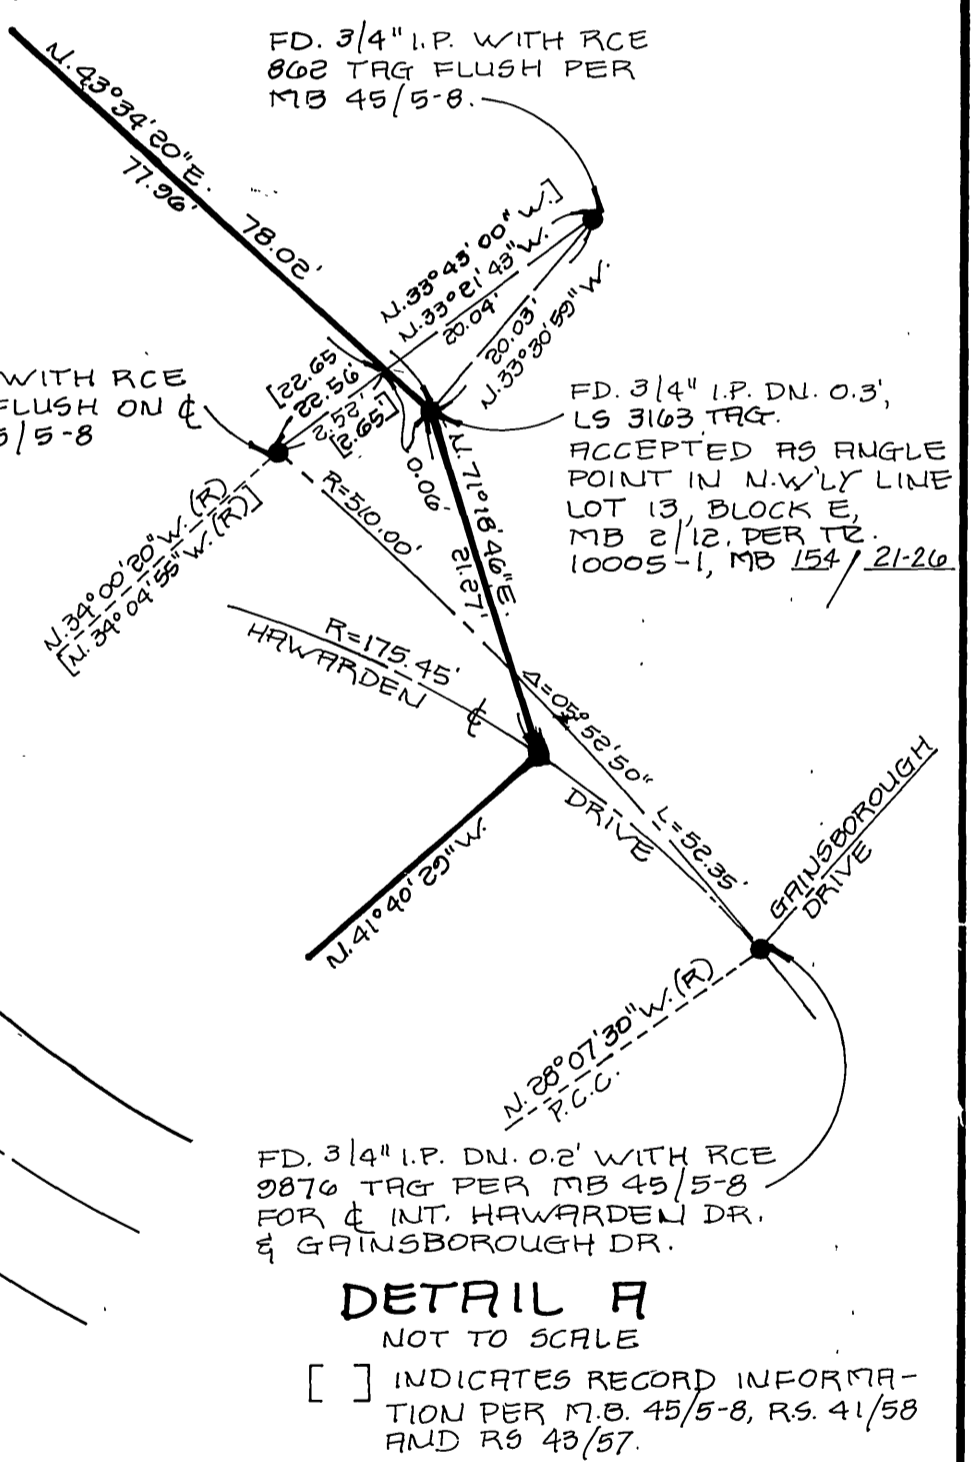 FD. 3/4" I.P. WITH RCE
862 TAG FLUSH PER
MB 45/5-8.
N. 43°34'20"E.
77.96'
78.02'
[N.33°43'00"W.]
N.33°21'43"W.
20.04'
20.03'
N.33°30'59"W.
WITH RCE
FLUSH ON ℄
5/5-8
[22.65
22.56'
2.52'
[2.65]
0.06'
FD. 3/4" I.P. DN. 0.3',
LS 3163 TAG.
ACCEPTED AS ANGLE
POINT IN N.W'LY LINE
LOT 13, BLOCK E,
MB 2/12, PER TR.
10005-1, MB 154/21-26
N. 71°18'46"E.
21.27'
R=510.00'
N. 34°00'20"W. (R)
[N. 34°04'55"W. (R)]
R=175.45'
HAWARDEN ℄
DRIVE
Δ=05°52'50"
L=52.35'
GAINSBOROUGH
DRIVE
N. 41°40'29"W.
N. 28°07'30"W. (R)
P.C.C.
FD. 3/4" I.P. DN. 0.2' WITH RCE
9876 TAG PER MB 45/5-8
FOR ℄ INT. HAWARDEN DR.
& GAINSBOROUGH DR.
DETAIL A
NOT TO SCALE
[ ] INDICATES RECORD INFORMA-
TION PER M.B. 45/5-8, R.S. 41/58
AND RS 43/57.